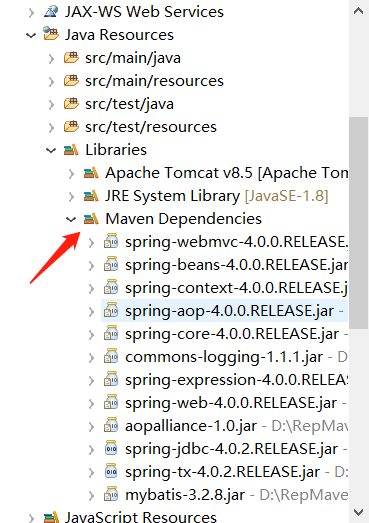 JAX-WS Web Services
Java Resources
src/main/java
src/main/resources
src/test/java
src/test/resources
Libraries
Apache Tomcat v8.5 [Apache Tom
JRE System Library [JavaSE-1.8]
Maven Dependencies
spring-webmvc-4.0.0.RELEASE.
spring-beans-4.0.0.RELEASE.jar
spring-context-4.0.0.RELEASE.j
spring-aop-4.0.0.RELEASE.jar -
spring-core-4.0.0.RELEASE.jar -
commons-logging-1.1.1.jar - D
spring-expression-4.0.0.RELEAS
spring-web-4.0.0.RELEASE.jar -
aopalliance-1.0.jar - D:\RepMave
spring-jdbc-4.0.2.RELEASE.jar -
spring-tx-4.0.2.RELEASE.jar - D:
mybatis-3.2.8.jar - D:\RepMave
JavaScript Resources